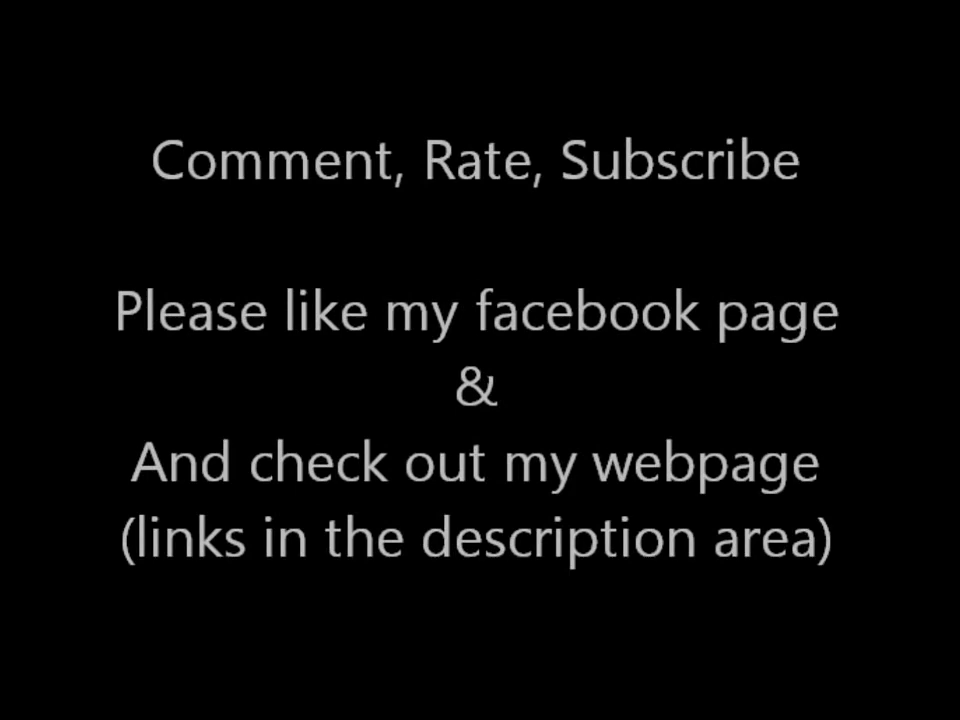 Comment, Rate, Subscribe
Please like my facebook page
&
And check out my webpage
(links in the description area)